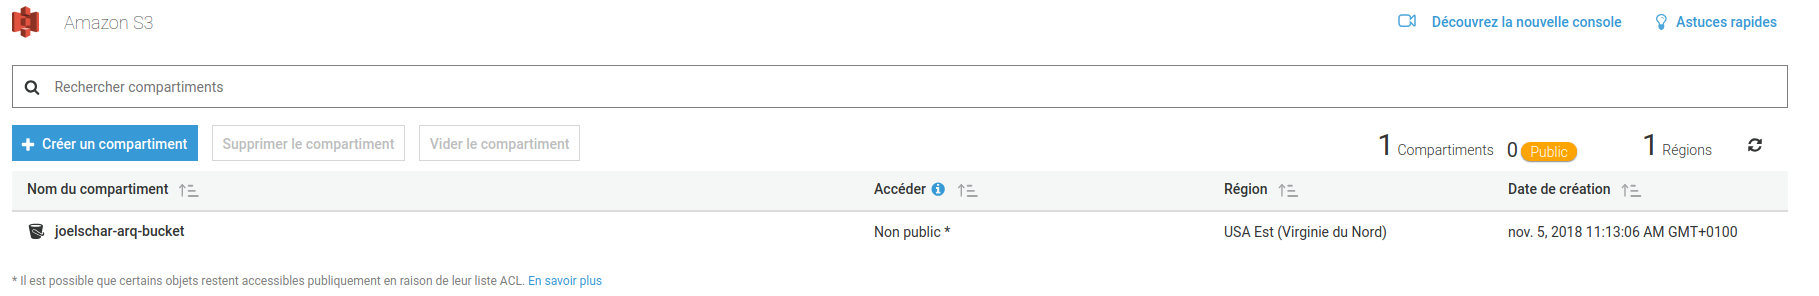 Amazon S3 Découvrez la nouvelle console Astuces rapides
Rechercher compartiments
Créer un compartiment Supprimer le compartiment Vider le compartiment 1 Compartiments 0 Public 1 Régions
Nom du compartiment Accéder Région Date de création
joelschar-arq-bucket Non public * USA Est (Virginie du Nord) nov. 5, 2018 11:13:06 AM GMT+0100
* Il est possible que certains objets restent accessibles publiquement en raison de leur liste ACL. En savoir plus